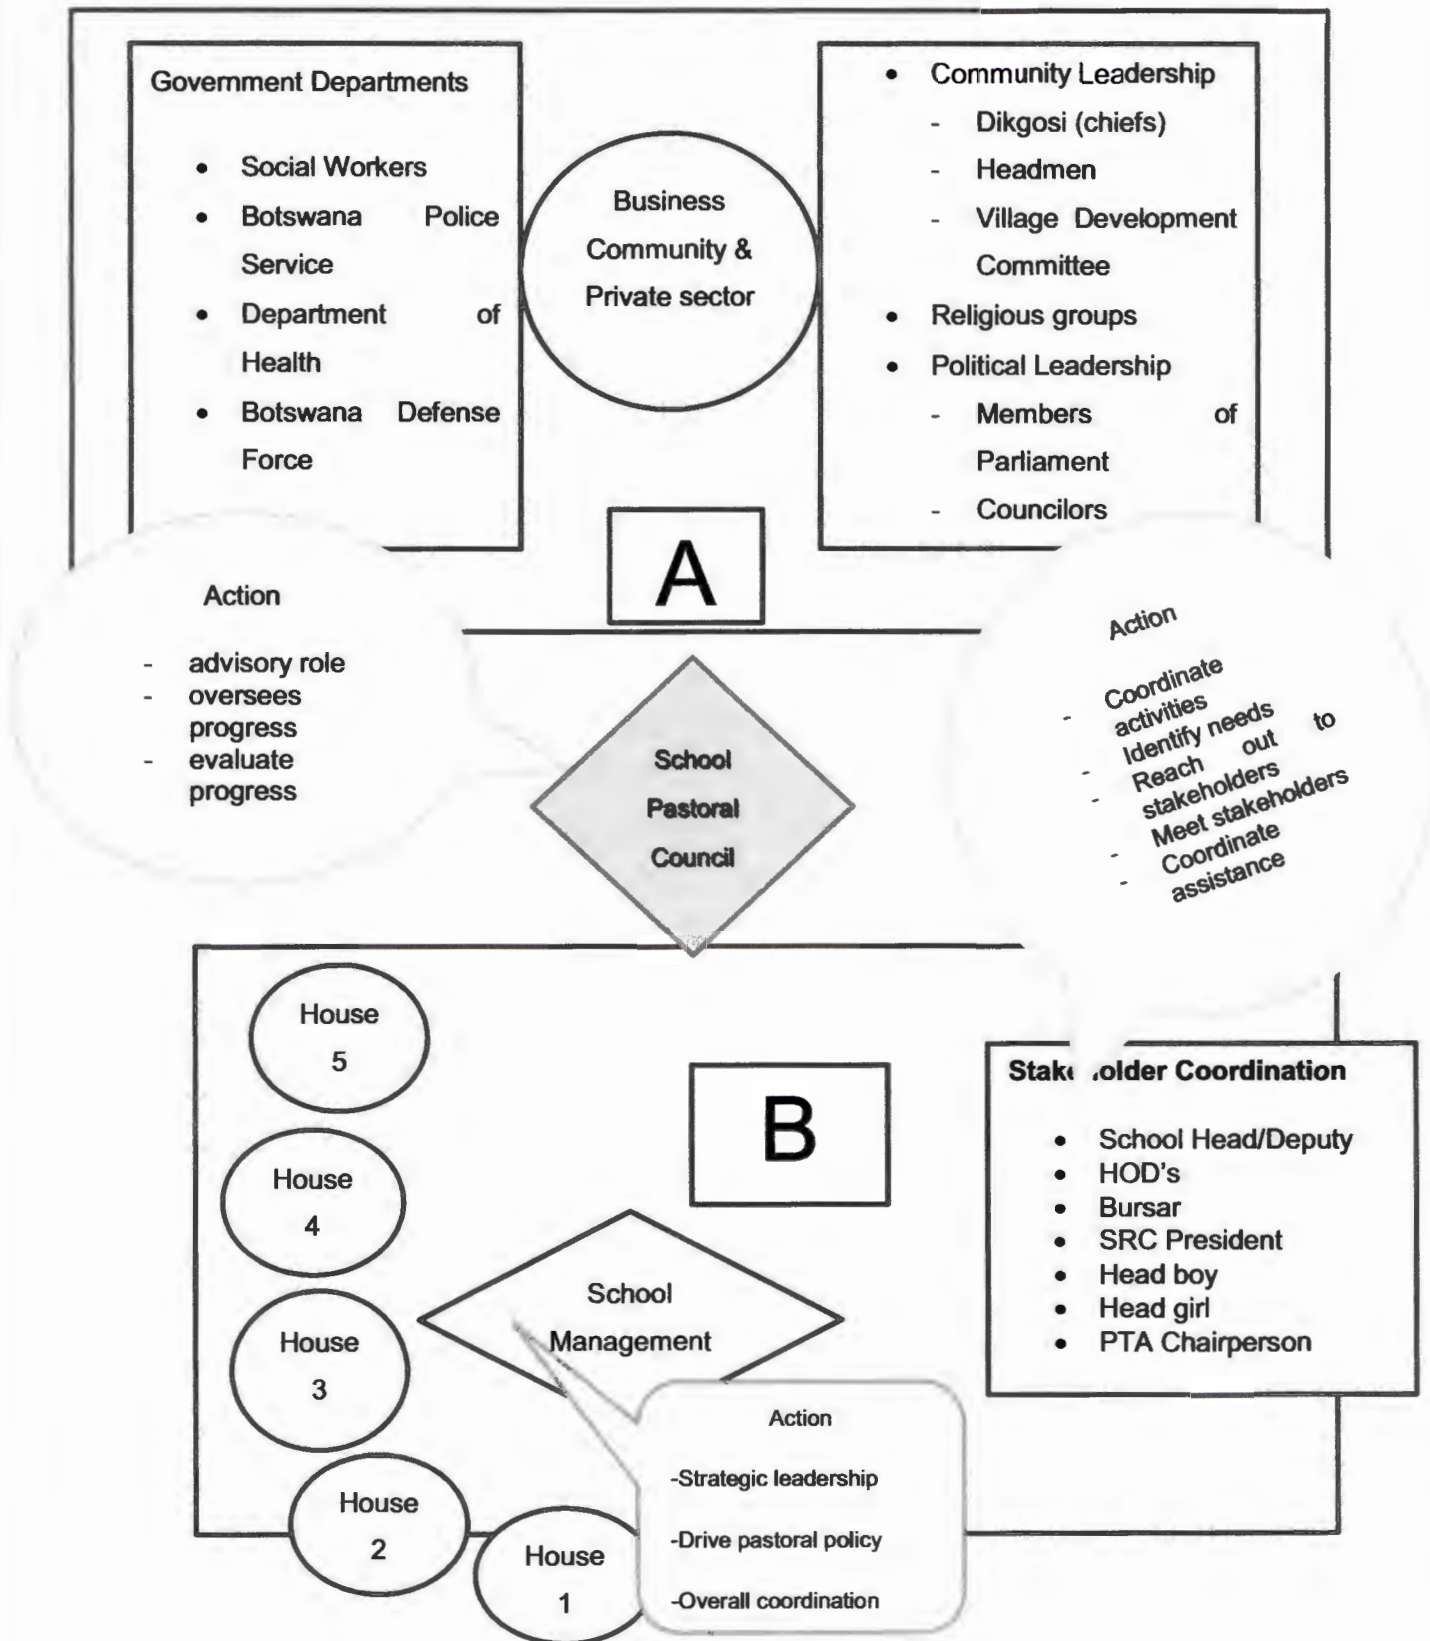 Government Departments
• Social Workers
• Botswana Police
Service
• Department of
Health
• Botswana Defense
Force
Business
Community &
Private sector
• Community Leadership
- Dikgosi (chiefs)
- Headmen
- Village Development
Committee
• Religious groups
• Political Leadership
- Members of
Parliament
- Councilors
A
Action
- advisory role
- oversees
progress
- evaluate
progress
School
Pastoral
Council
Action
- Coordinate
activities
- Identify needs
- Reach out to
stakeholders
- Meet stakeholders
- Coordinate
assistance
House
5
House
4
House
3
House
2
House
1
B
School
Management
Action
-Strategic leadership
-Drive pastoral policy
-Overall coordination
Coordination
• School Head/Deputy
• HOD's
• Bursar
• SRC President
• Head boy
• Head girl
• PTA Chairperson